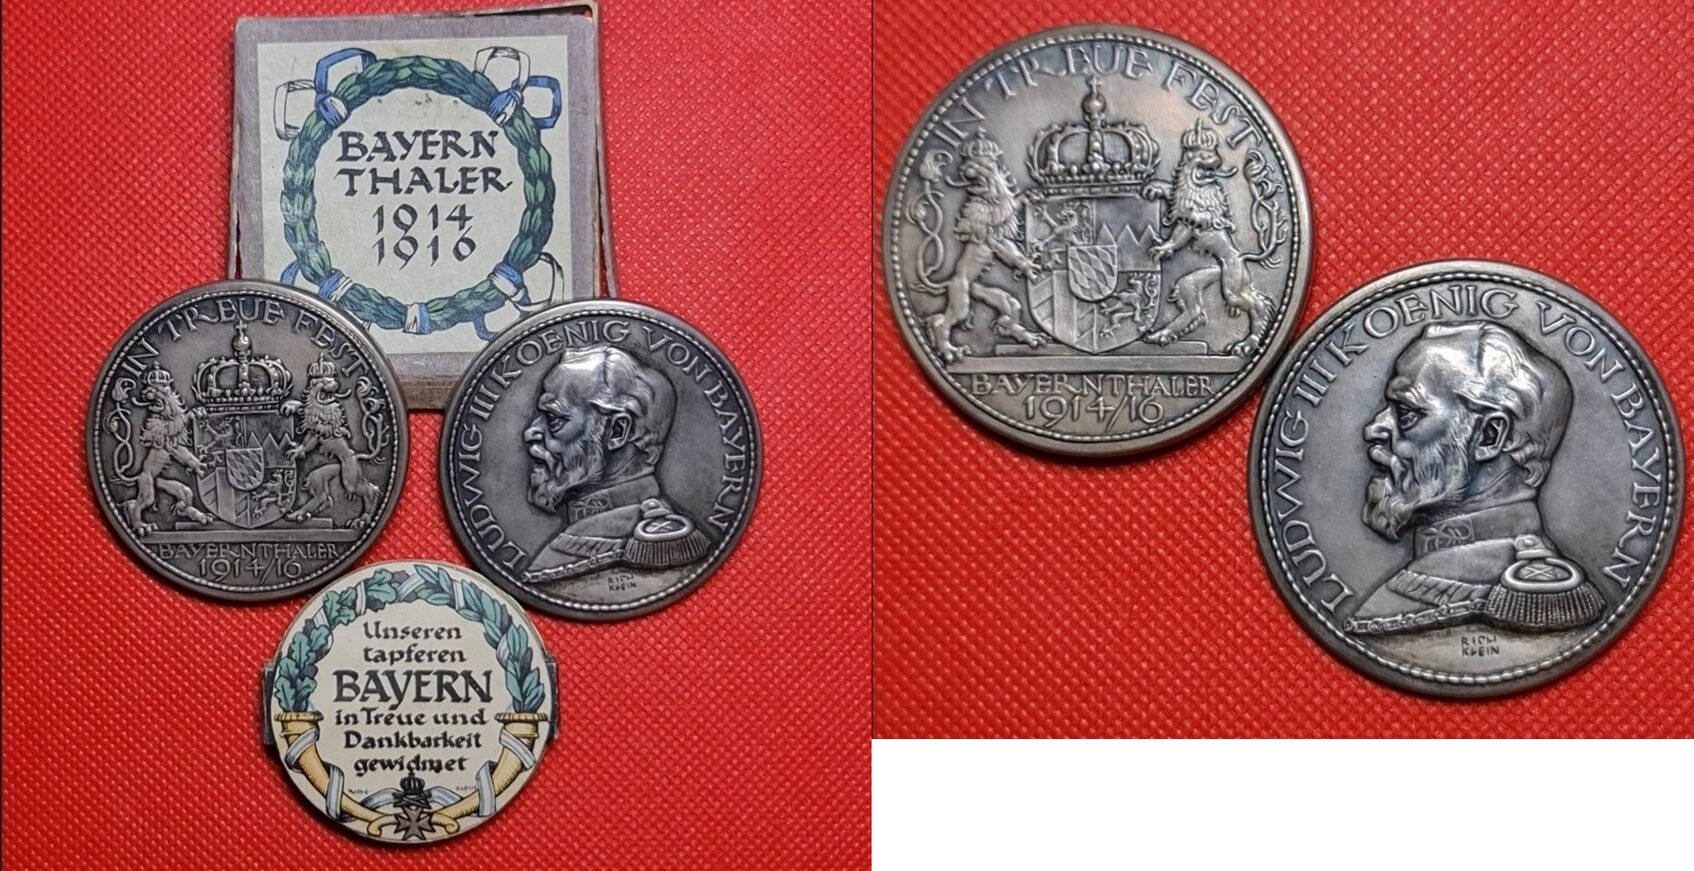 BAYERN
THALER
1914
1916
IN TREUE FEST
BAYERNTHALER
1914/16
LUDWIG III KOENIG VON BAYERN
RICH
KLEIN
Unseren
tapferen
BAYERN
in Treue und
Dankbarkeit
gewidmet
RICH KLEIN
IN TREUE FEST
BAYERNTHALER
1914/16
LUDWIG III KOENIG VON BAYERN
RICH
KLEIN